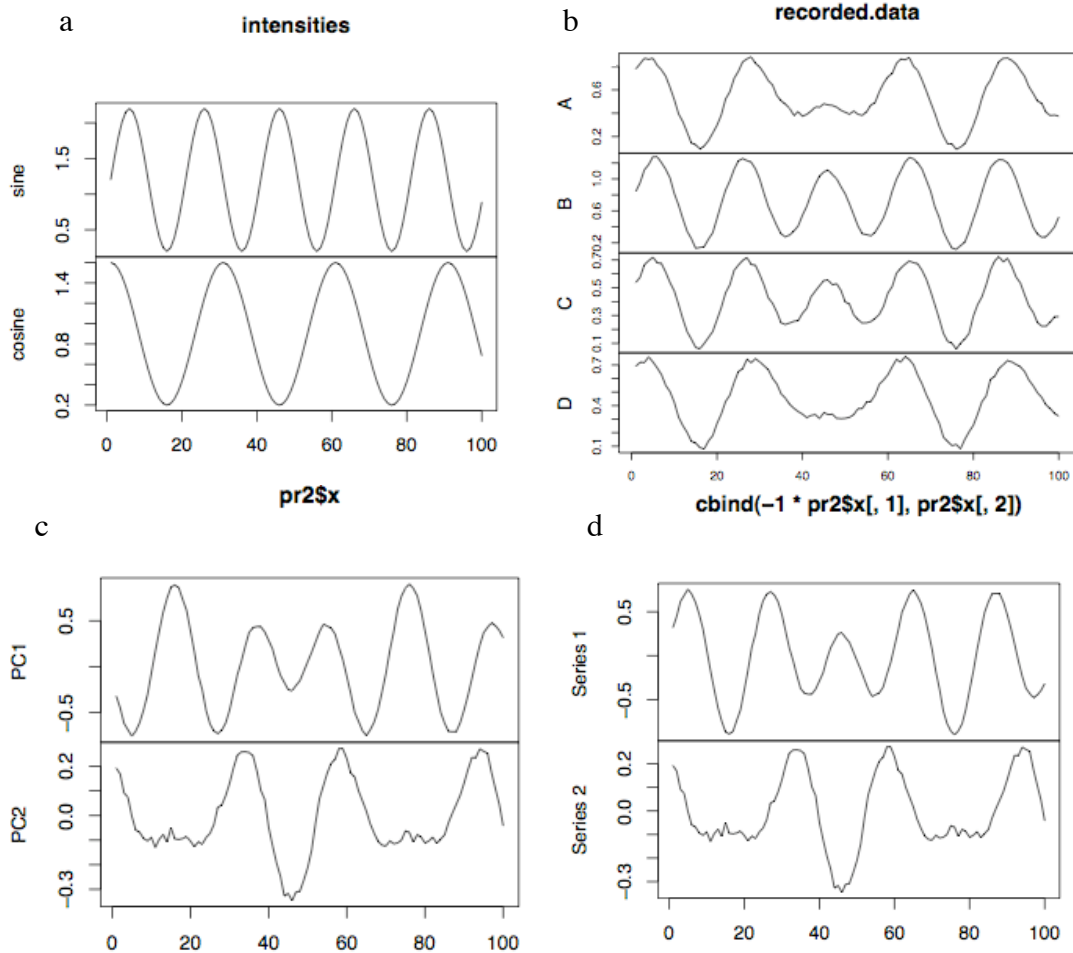 a
intensities
sine
0.5 1.5
cosine
0.2 0.8 1.4
0 20 40 60 80 100
b
recorded.data
A
0.2 0.6
B
0.2 0.6 1.0
C
0.1 0.3 0.5 0.7
D
0.1 0.4 0.7
0 20 40 60 80 100
c
pr2$x
PC1
−0.5 0.5
PC2
−0.3 0.0 0.2
0 20 40 60 80 100
d
cbind(−1 * pr2$x[, 1], pr2$x[, 2])
Series 1
−0.5 0.5
Series 2
−0.3 0.0 0.2
0 20 40 60 80 100